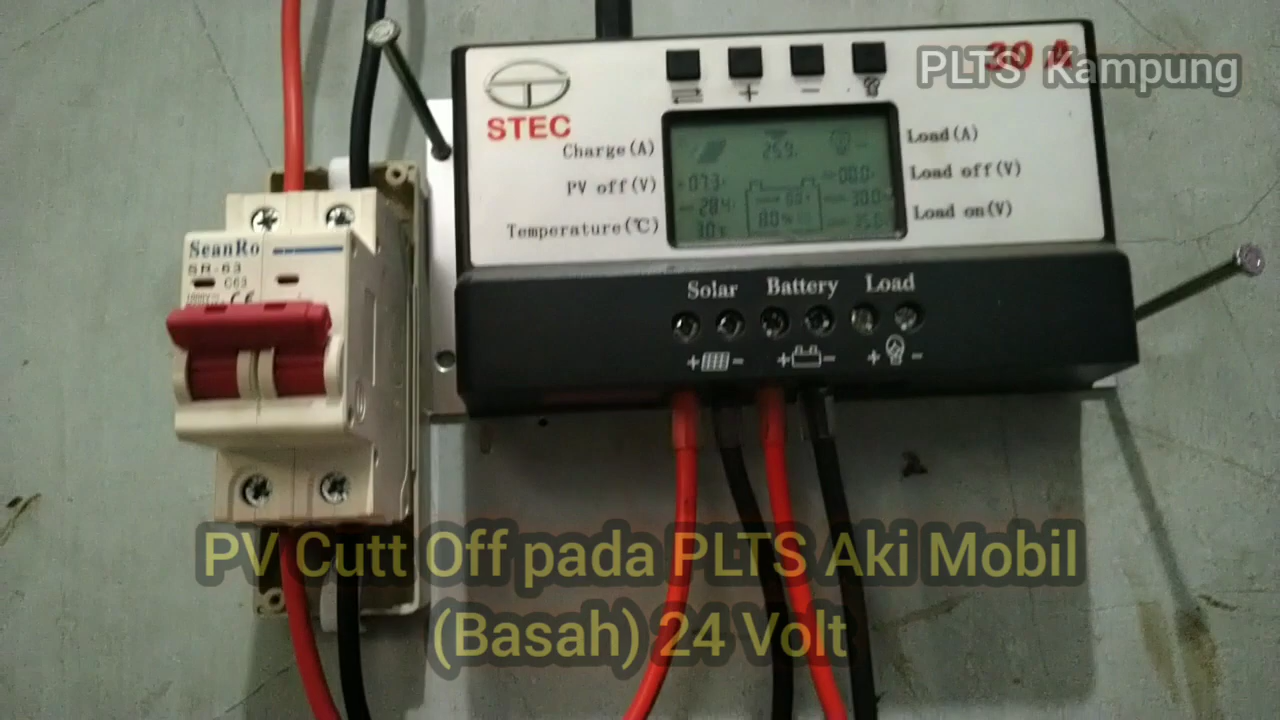 PLTS Kampung
30 A
STEC
Charge(A)
PV off(V)
Temperature(℃)
Load(A)
Load off(V)
Load on(V)
SeanRo
SR-63
C63
Solar Battery Load
+ - + - + -
PV Cutt Off pada PLTS Aki Mobil
(Basah) 24 Volt